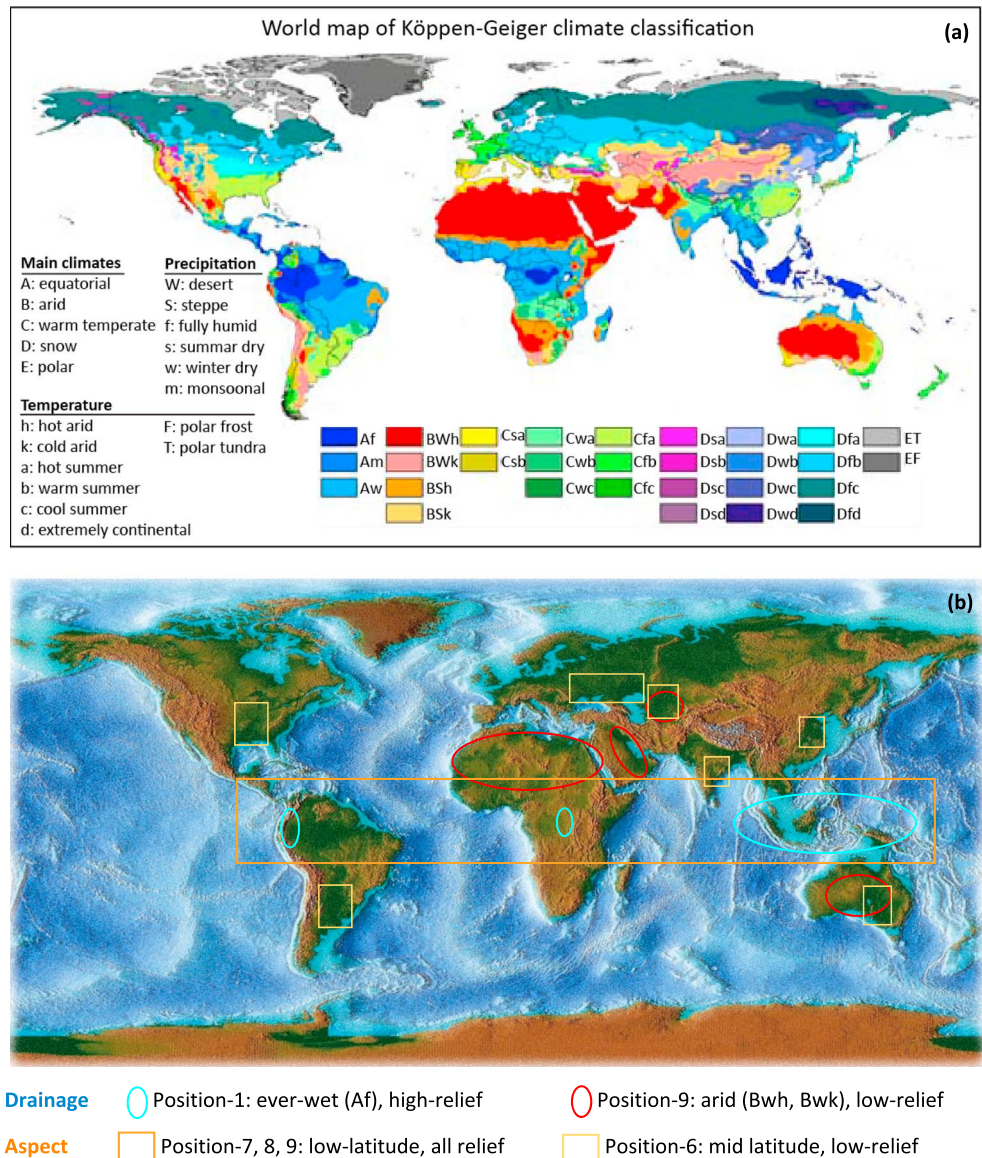 World map of Köppen-Geiger climate classification
(a)
Main climates
A: equatorial
B: arid
C: warm temperate
D: snow
E: polar
Precipitation
W: desert
S: steppe
f: fully humid
s: summar dry
w: winter dry
m: monsoonal
Temperature
h: hot arid
k: cold arid
a: hot summer
b: warm summer
c: cool summer
d: extremely continental
F: polar frost
T: polar tundra
Af BWh Csa Cwa Cfa Dsa Dwa Dfa ET
Am BWk Csb Cwb Cfb Dsb Dwb Dfb EF
Aw BSh Cwc Cfc Dsc Dwc Dfc
BSk Dsd Dwd Dfd
(b)
Drainage Position-1: ever-wet (Af), high-relief Position-9: arid (Bwh, Bwk), low-relief
Aspect Position-7, 8, 9: low-latitude, all relief Position-6: mid latitude, low-relief